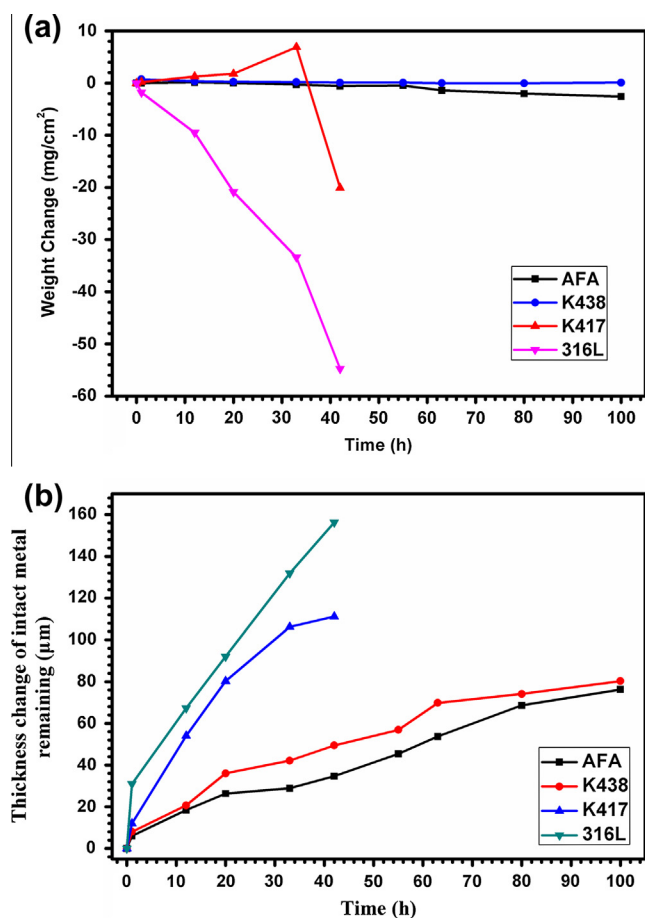 (a)
10
0
-10
-20
-30
-40
-50
-60
Weight Change (mg/cm²)
AFA
K438
K417
316L
0 10 20 30 40 50 60 70 80 90 100
Time (h)
(b)
160
140
120
100
80
60
40
20
0
Thickness change of intact metal
remaining (μm)
AFA
K438
K417
316L
0 10 20 30 40 50 60 70 80 90 100
Time (h)